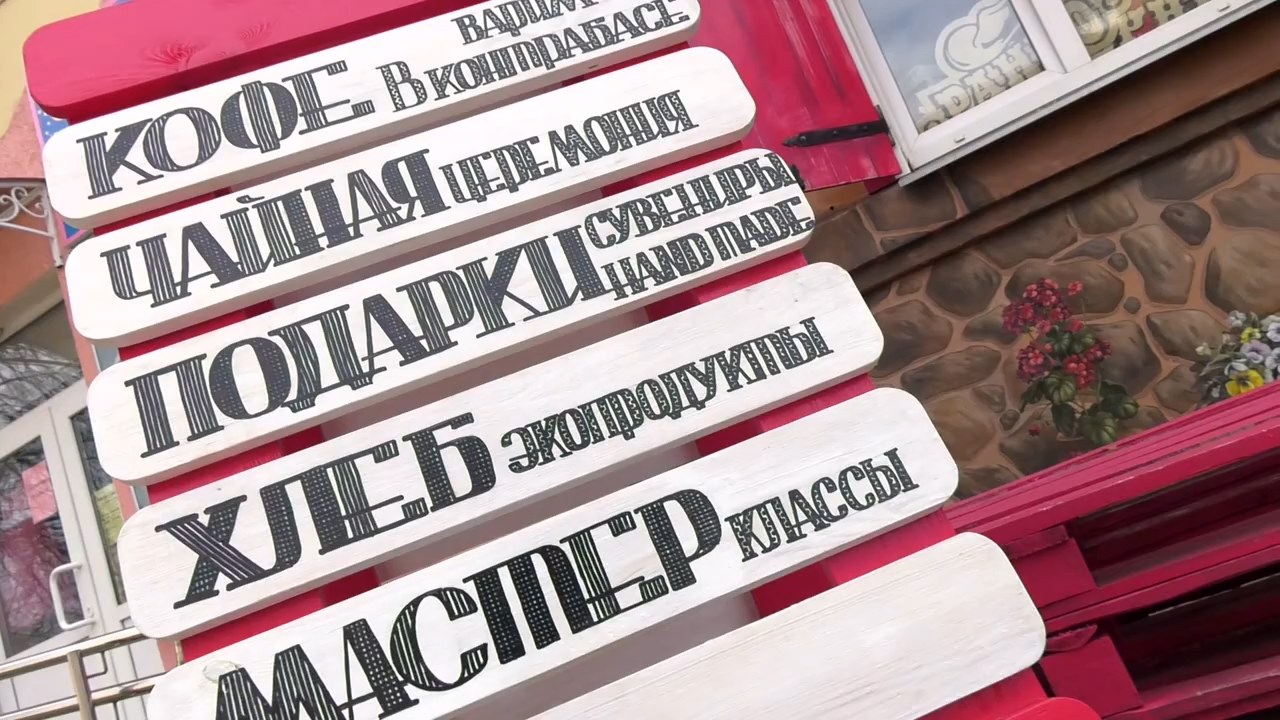 КОФЕ ВАРИМ
В КОНТРАБАСЕ
ЧАЙНАЯ ЦЕРЕМОНИЯ
ПОДАРКИ СУВЕНИРЫ
HAND MADE
ХЛЕБ ЭКОПРОДУКТЫ
МАСТЕР КЛАССЫ